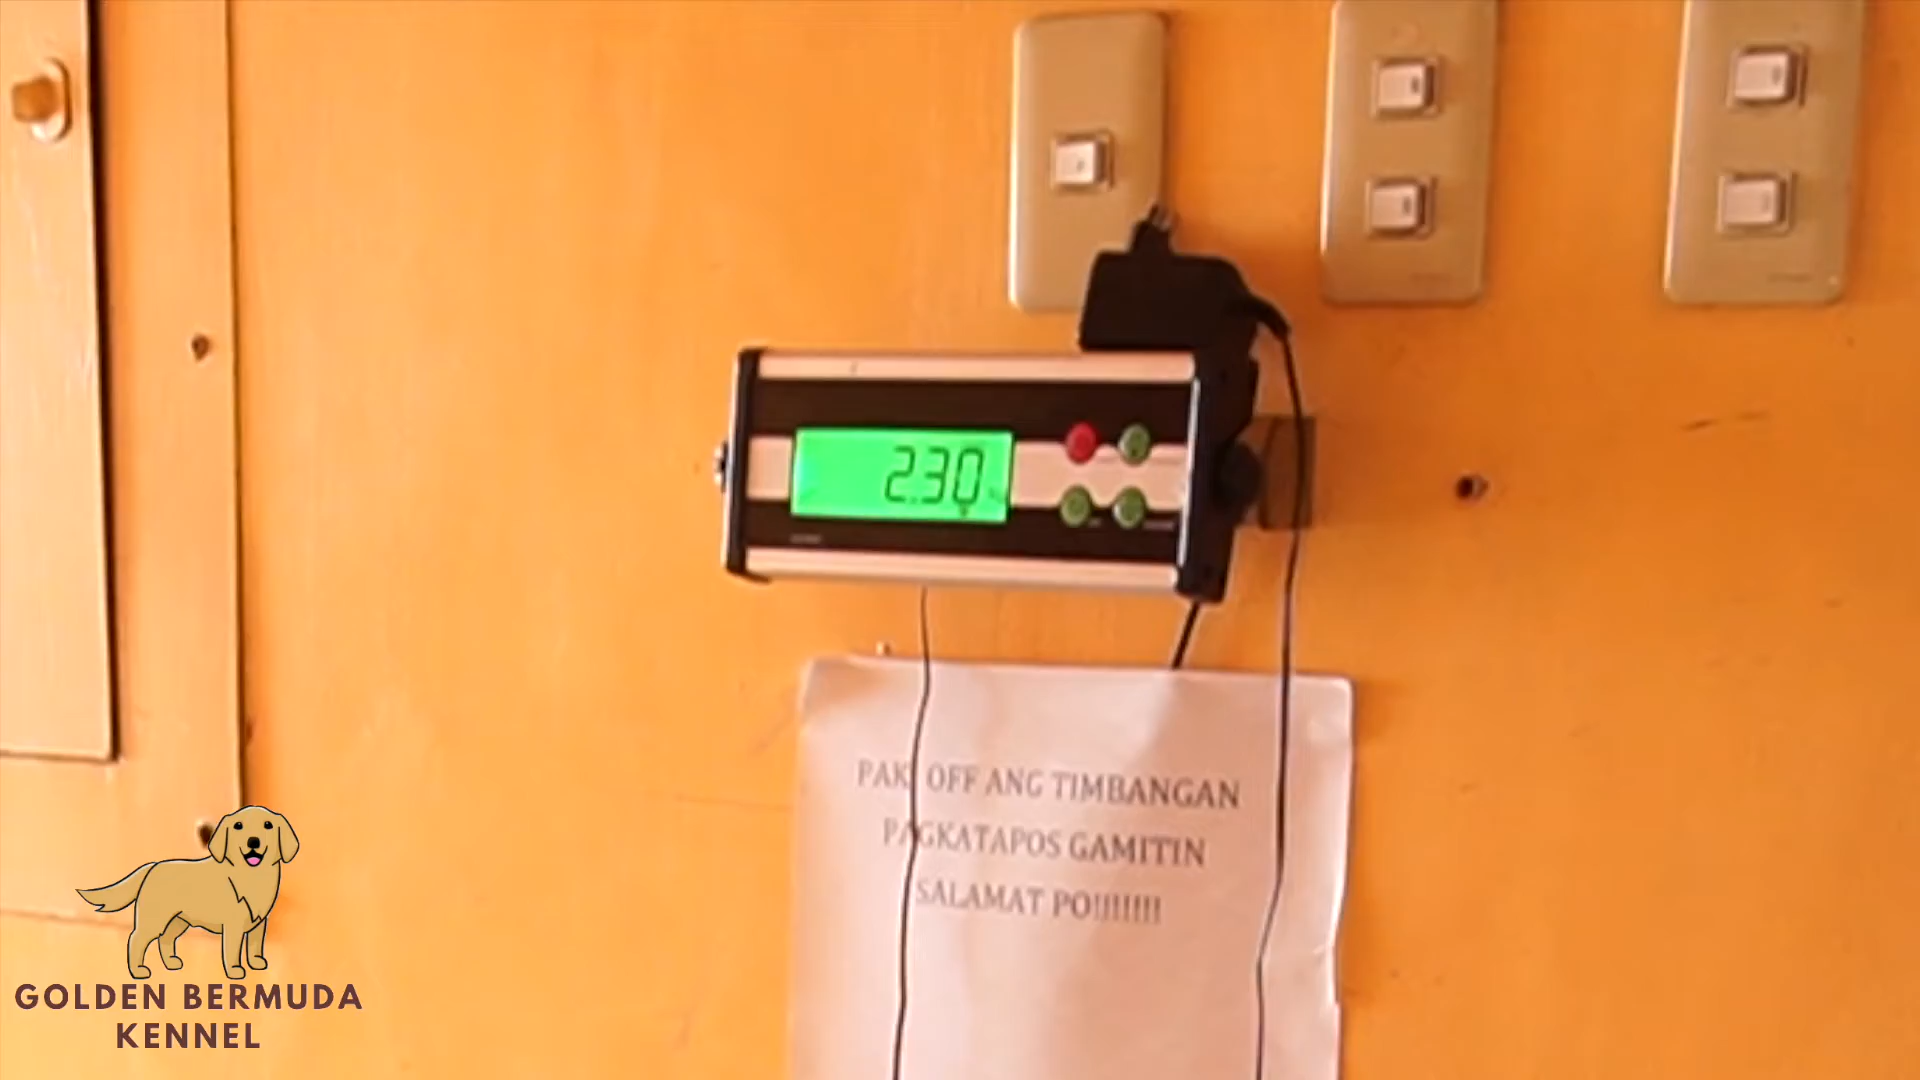 2.30
PAKI OFF ANG TIMBANGAN
PAGKATAPOS GAMITIN
SALAMAT PO!!!!!!!!
GOLDEN BERMUDA
KENNEL